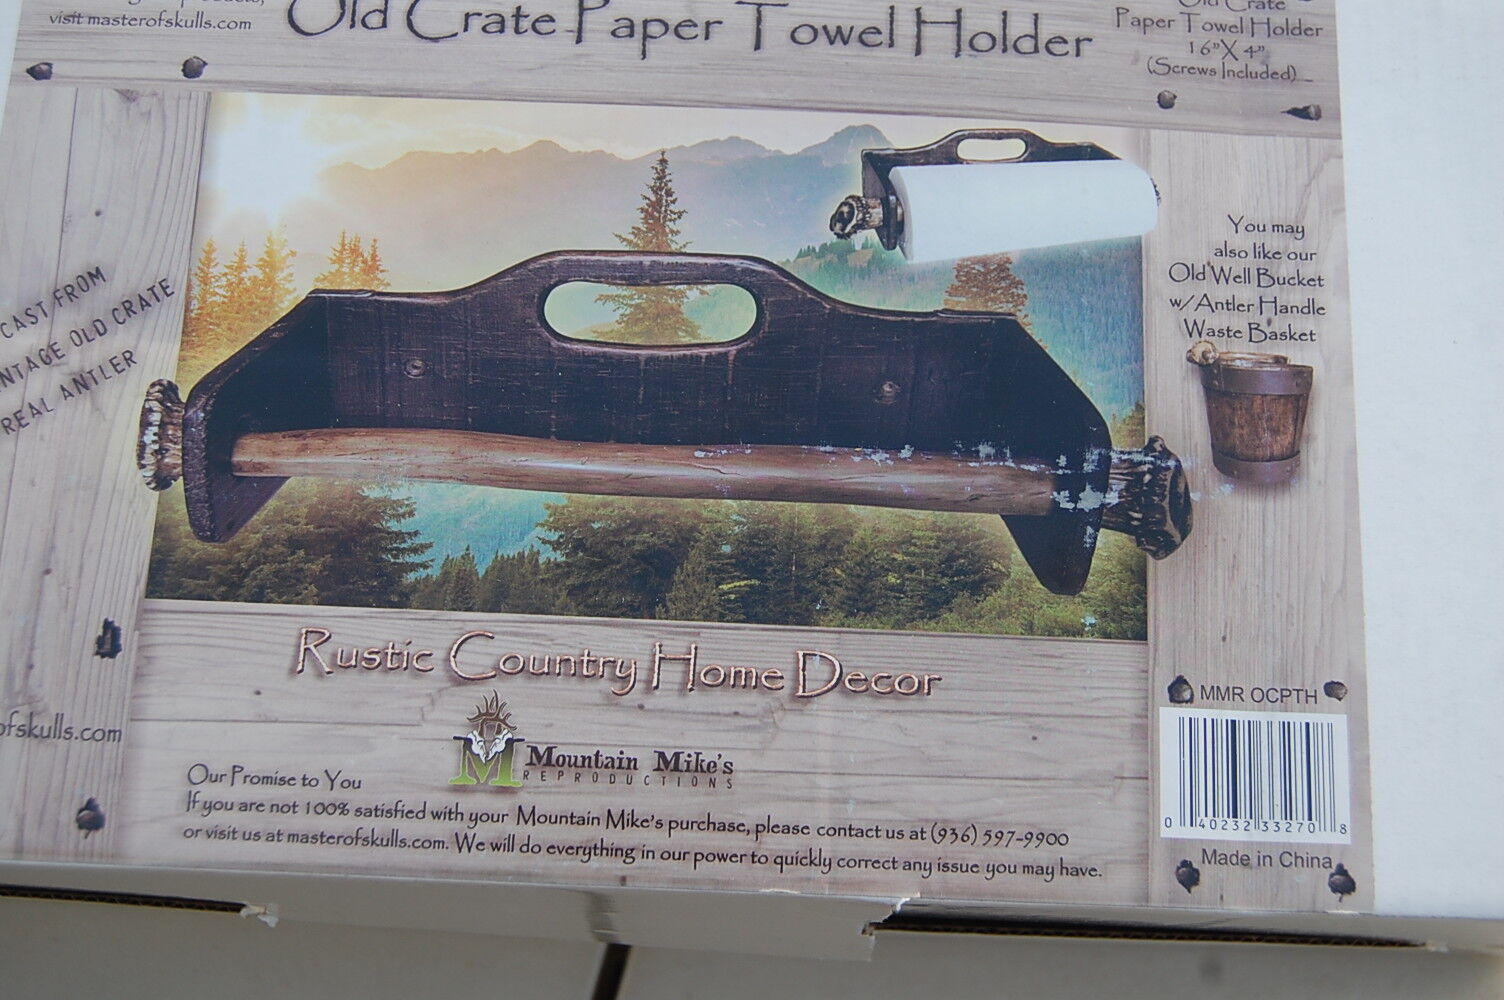 visit masterofskulls.com
Old Crate Paper Towel Holder
Old Crate
Paper Towel Holder
16"X 4"
(Screws Included)
CAST FROM
OLD CRATE
REAL ANTLER
You may
also like our
Old Well Bucket
w/Antler Handle
Waste Basket
Rustic Country Home Decor
Mountain Mike's
REPRODUCTIONS
Our Promise to You
If you are not 100% satisfied with your Mountain Mike's purchase, please contact us at (936) 597-9900
or visit us at masterofskulls.com. We will do everything in our power to quickly correct any issue you may have.
MMR OCPTH
0 40232 33270 8
Made in China